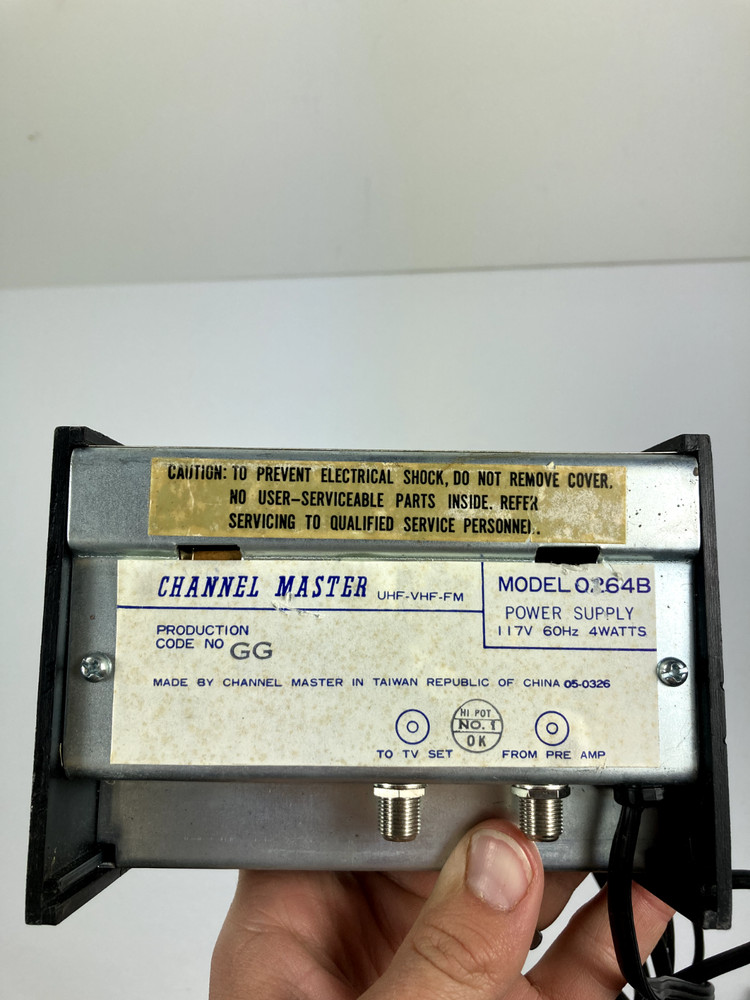 CAUTION: TO PREVENT ELECTRICAL SHOCK, DO NOT REMOVE COVER.
NO USER-SERVICEABLE PARTS INSIDE. REFER
SERVICING TO QUALIFIED SERVICE PERSONNEL.
CHANNEL MASTER UHF-VHF-FM
MODEL
POWER SUPPLY
117V 60Hz 4WATTS
PRODUCTION
CODE NO GG
MADE BY CHANNEL MASTER IN TAIWAN REPUBLIC OF CHINA 05-0326
HI POT
NO. 1
OK
TO TV SET
FROM PRE AMP